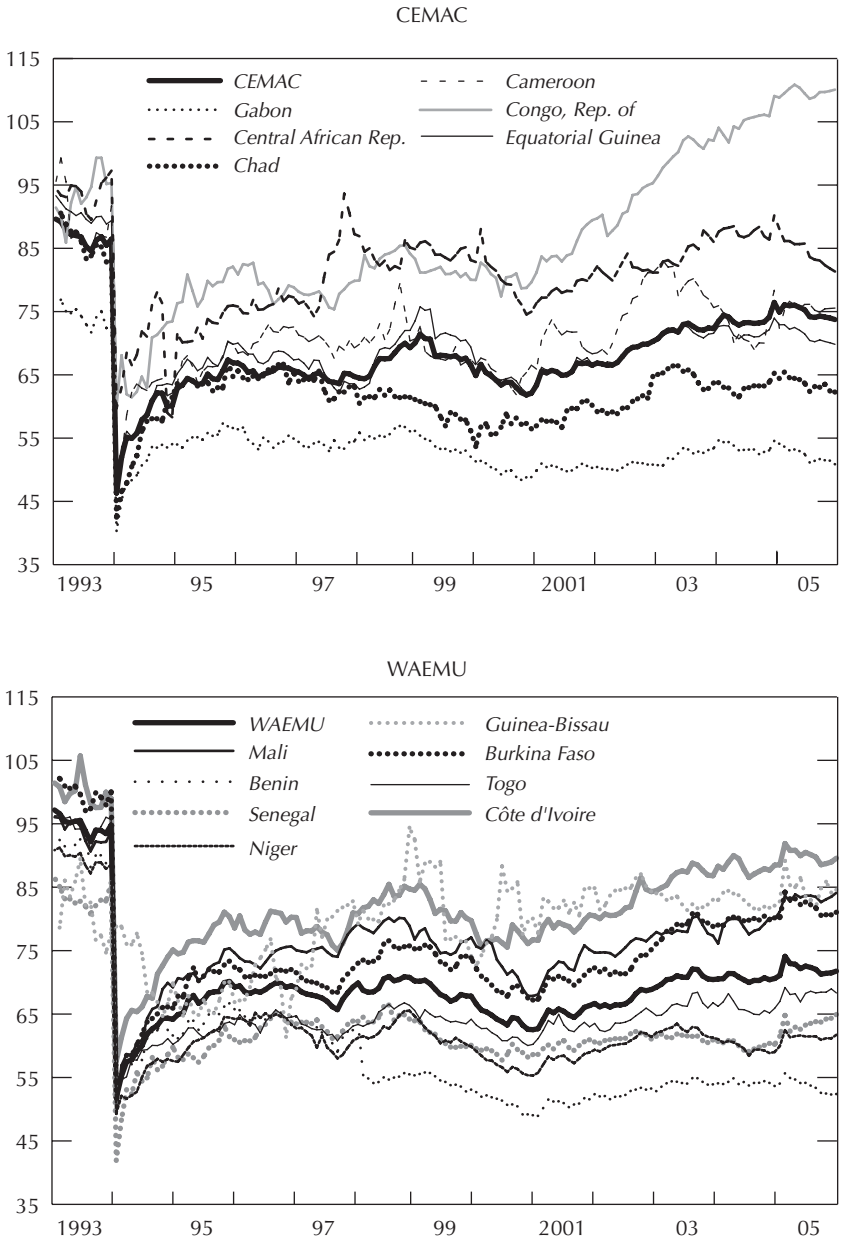 CEMAC
115
105
95
85
75
65
55
45
35
CEMAC
Gabon
Central African Rep.
Chad
Cameroon
Congo, Rep. of
Equatorial Guinea
1993 95 97 99 2001 03 05
WAEMU
115
105
95
85
75
65
55
45
35
WAEMU
Mali
Benin
Senegal
Niger
Guinea-Bissau
Burkina Faso
Togo
Côte d'Ivoire
1993 95 97 99 2001 03 05